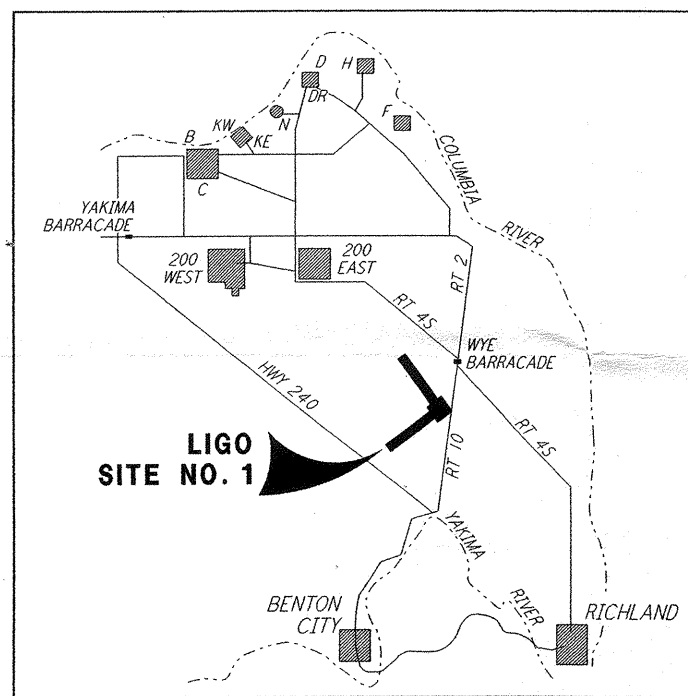 D
H
DR
KW
N
F
B
KE
COLUMBIA
RIVER
C
YAKIMA
BARRACADE
200
WEST
200
EAST
RT 2
RT 4S
WYE
BARRACADE
HWY 240
LIGO
SITE NO. 1
RT 10
RT 4S
YAKIMA
RIVER
BENTON
CITY
RICHLAND